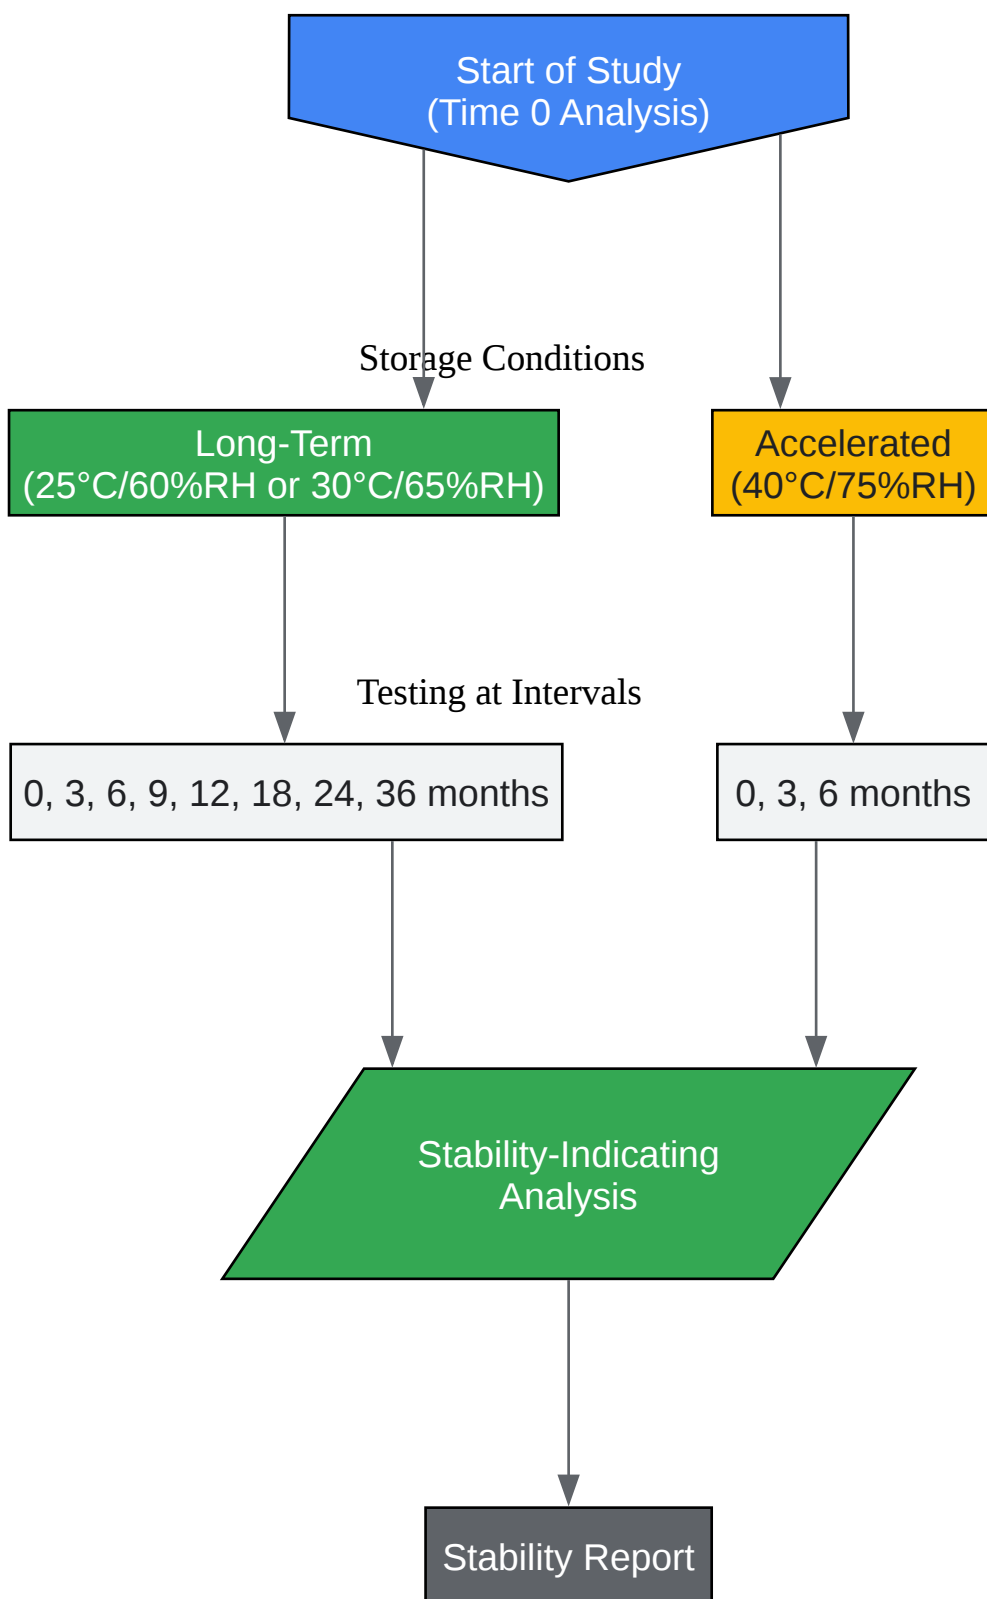 Start of Study
(Time 0 Analysis)
Storage Conditions
Long-Term
(25°C/60%RH or 30°C/65%RH)
Accelerated
(40°C/75%RH)
Testing at Intervals
0, 3, 6, 9, 12, 18, 24, 36 months
0, 3, 6 months
Stability-Indicating
Analysis
Stability Report